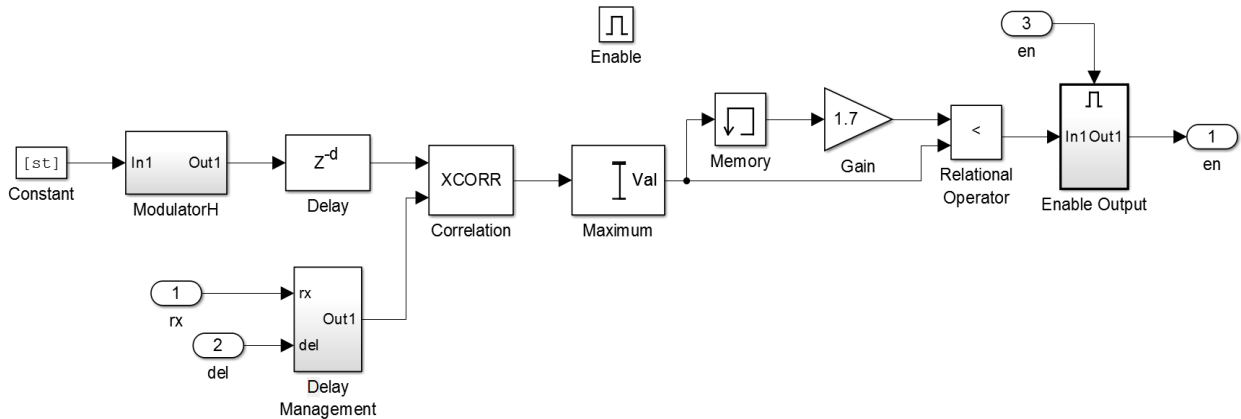 Enable
3
en
[st]
Constant
In1 Out1
ModulatorH
Z-d
Delay
XCORR
Correlation
Val
Maximum
Memory
1.7
Gain
<
Relational
Operator
In1 Out1
Enable Output
1
en
1
rx
2
del
rx
del
Out1
Delay
Management